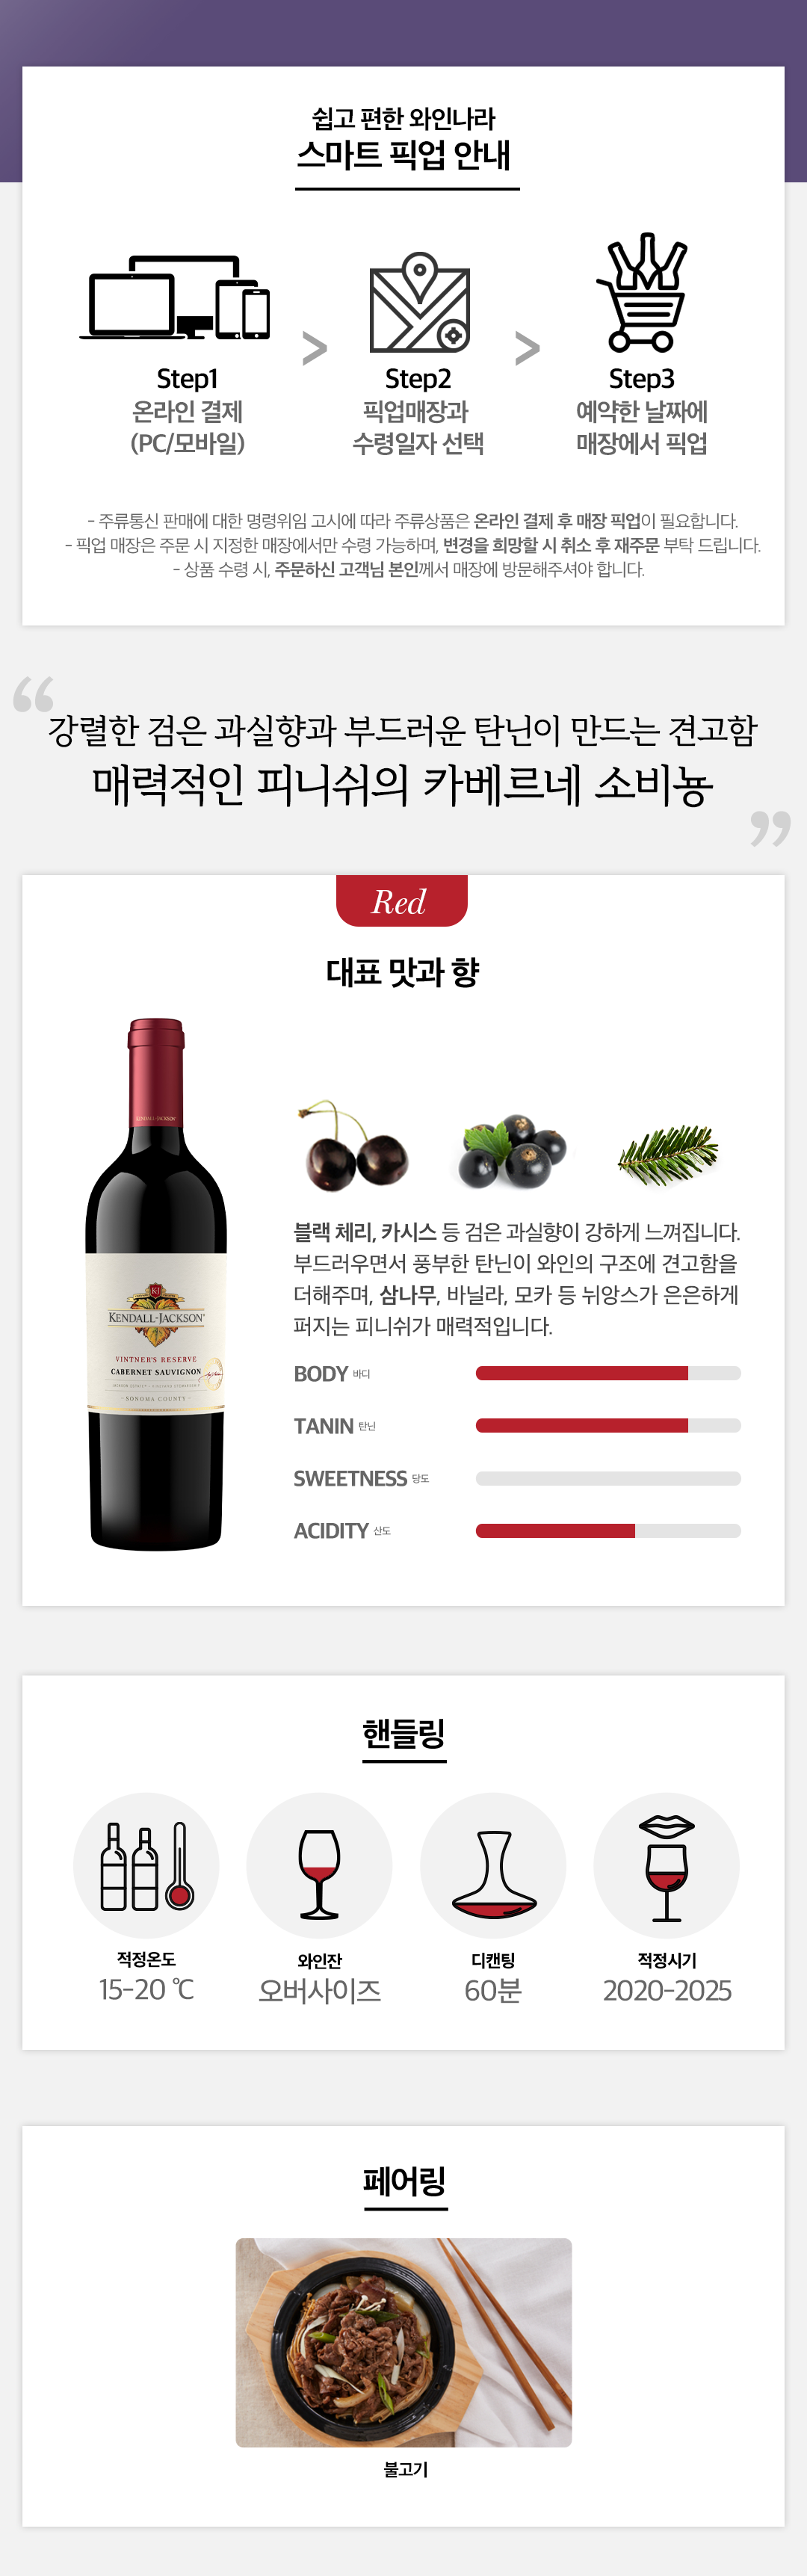 쉽고 편한 와인나라
스마트 픽업 안내
Step1
온라인 결제
(PC/모바일)
>
Step2
픽업매장과
수령일자 선택
>
Step3
예약한 날짜에
매장에서 픽업
- 주류통신 판매에 대한 명령위임 고시에 따라 주류상품은 온라인 결제 후 매장 픽업이 필요합니다.
- 픽업 매장은 주문 시 지정한 매장에서만 수령 가능하며, 변경을 희망할 시 취소 후 재주문 부탁 드립니다.
- 상품 수령 시, 주문하신 고객님 본인께서 매장에 방문해주셔야 합니다.
“
강렬한 검은 과실향과 부드러운 탄닌이 만드는 견고함
매력적인 피니쉬의 카베르네 소비뇽
”
Red
대표 맛과 향
KENDALL-JACKSON
KJ
KENDALL-JACKSON
VINTNER'S RESERVE
CABERNET SAUVIGNON
SONOMA COUNTY
블랙 체리, 카시스 등 검은 과실향이 강하게 느껴집니다.
부드러우면서 풍부한 탄닌이 와인의 구조에 견고함을
더해주며, 삼나무, 바닐라, 모카 등 뉘앙스가 은은하게
퍼지는 피니쉬가 매력적입니다.
BODY 바디
TANIN 탄닌
SWEETNESS 당도
ACIDITY 산도
핸들링
적정온도
15-20 ℃
와인잔
오버사이즈
디캔팅
60분
적정시기
2020-2025
페어링
불고기